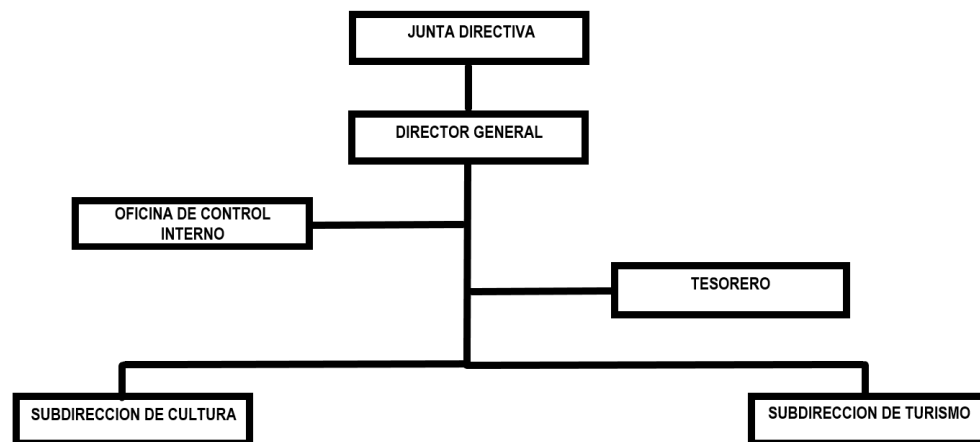 JUNTA DIRECTIVA
DIRECTOR GENERAL
OFICINA DE CONTROL
INTERNO
TESORERO
SUBDIRECCION DE CULTURA
SUBDIRECCION DE TURISMO